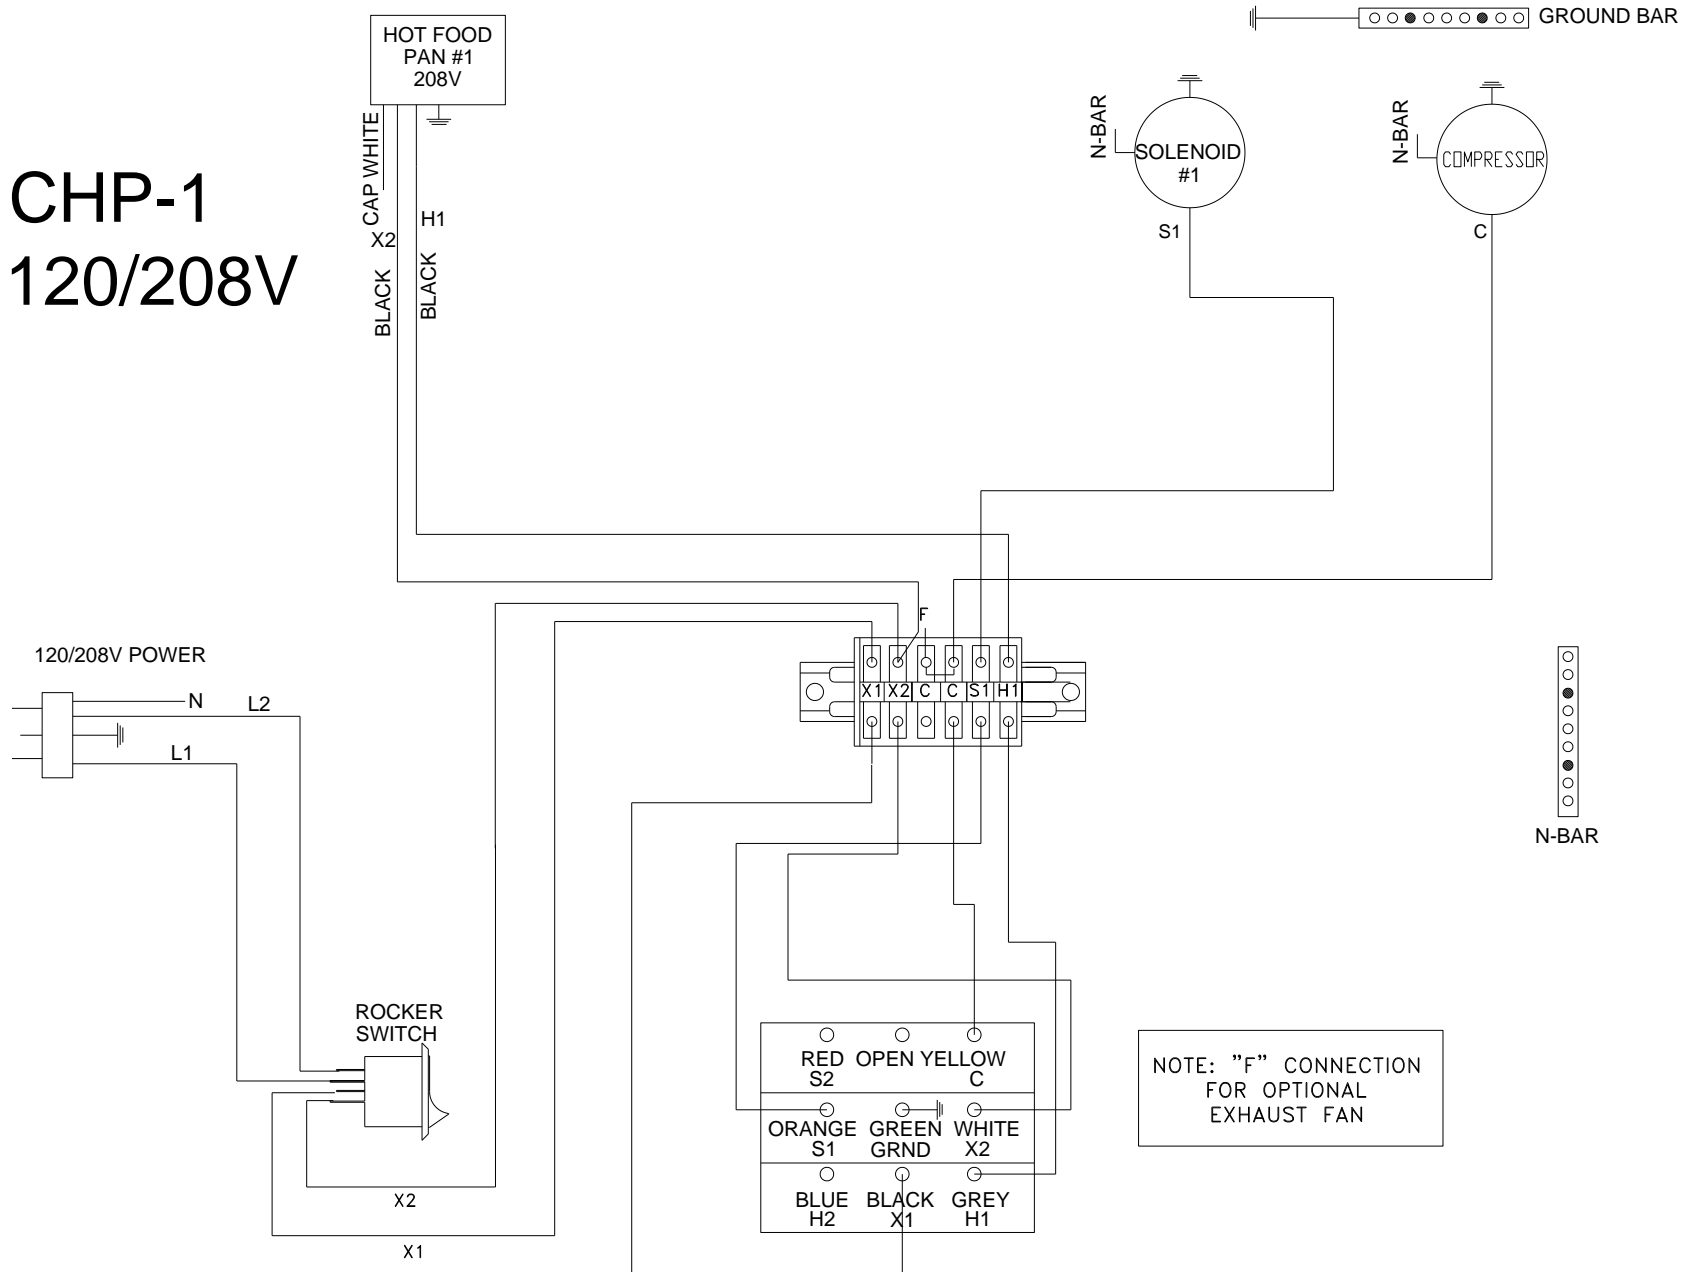 GROUND BAR
HOT FOOD
PAN #1
208V
CAP WHITE
X2
BLACK
H1
BLACK
CHP-1
120/208V
N-BAR
SOLENOID
#1
S1
N-BAR
COMPRESSOR
C
F
X1 X2 C C S1 H1
120/208V POWER
N
L2
L1
N-BAR
ROCKER
SWITCH
X2
X1
RED OPEN YELLOW
S2 C
ORANGE GREEN WHITE
S1 GRND X2
BLUE BLACK GREY
H2 X1 H1
NOTE: "F" CONNECTION
FOR OPTIONAL
EXHAUST FAN